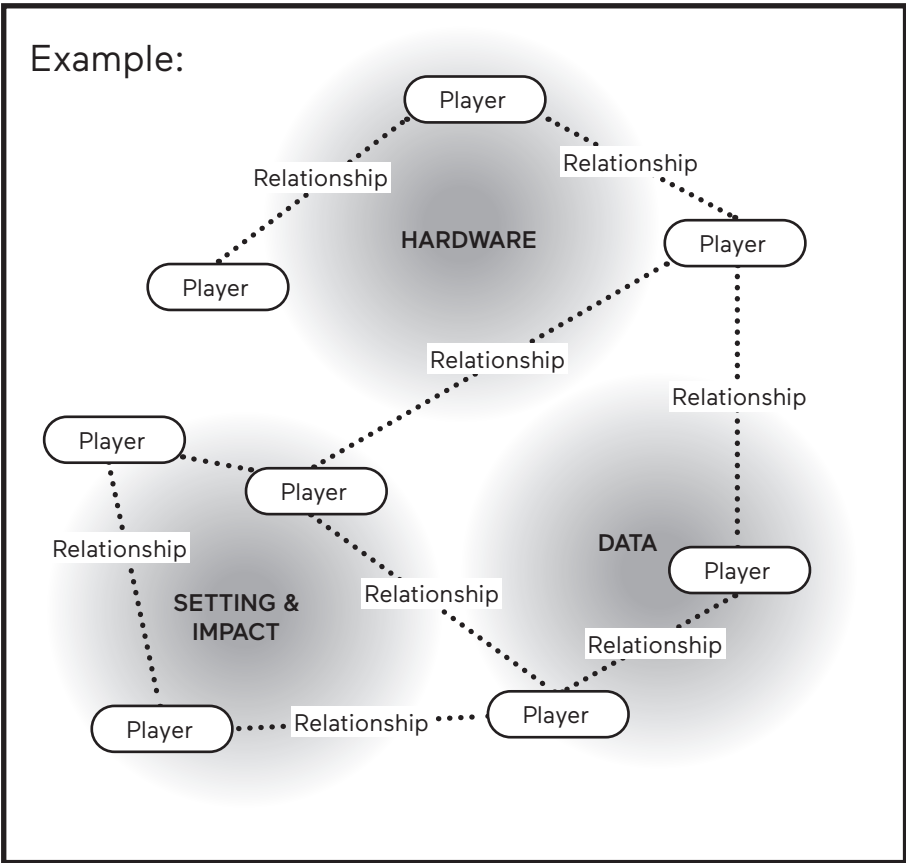 Example:
Player
Relationship
Relationship
HARDWARE
Player
Player
Relationship
Relationship
Player
Player
Relationship
DATA
Player
Relationship
SETTING &
IMPACT
Relationship
Player
Relationship
Player